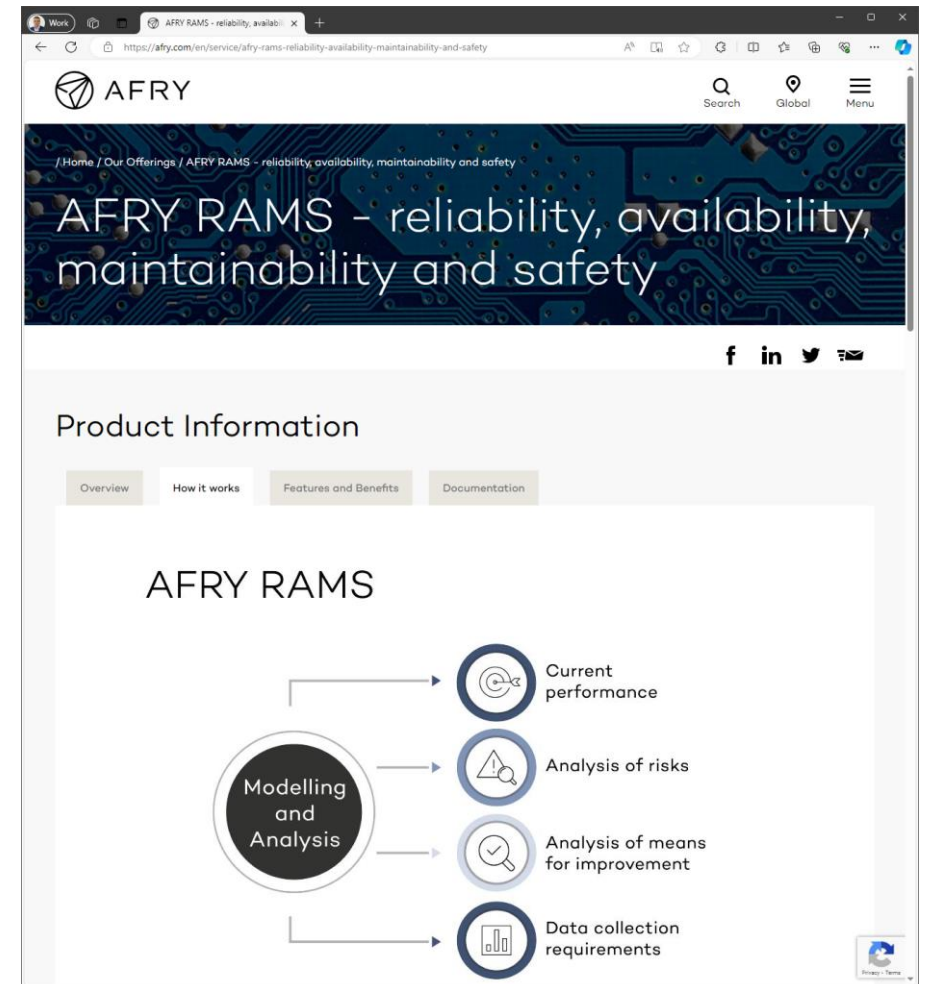 Work
AFRY RAMS - reliability, availabili
https://afry.com/en/service/afry-rams-reliability-availability-maintainability-and-safety
AFRY
Search
Global
Menu
/ Home / Our Offerings / AFRY RAMS - reliability, availability, maintainability and safety
AFRY RAMS - reliability, availability,
maintainability and safety
f in
Product Information
Overview
How it works
Features and Benefits
Documentation
AFRY RAMS
Current
performance
Modelling
and
Analysis
Analysis of risks
Analysis of means
for improvement
Data collection
requirements
Privacy - Terms